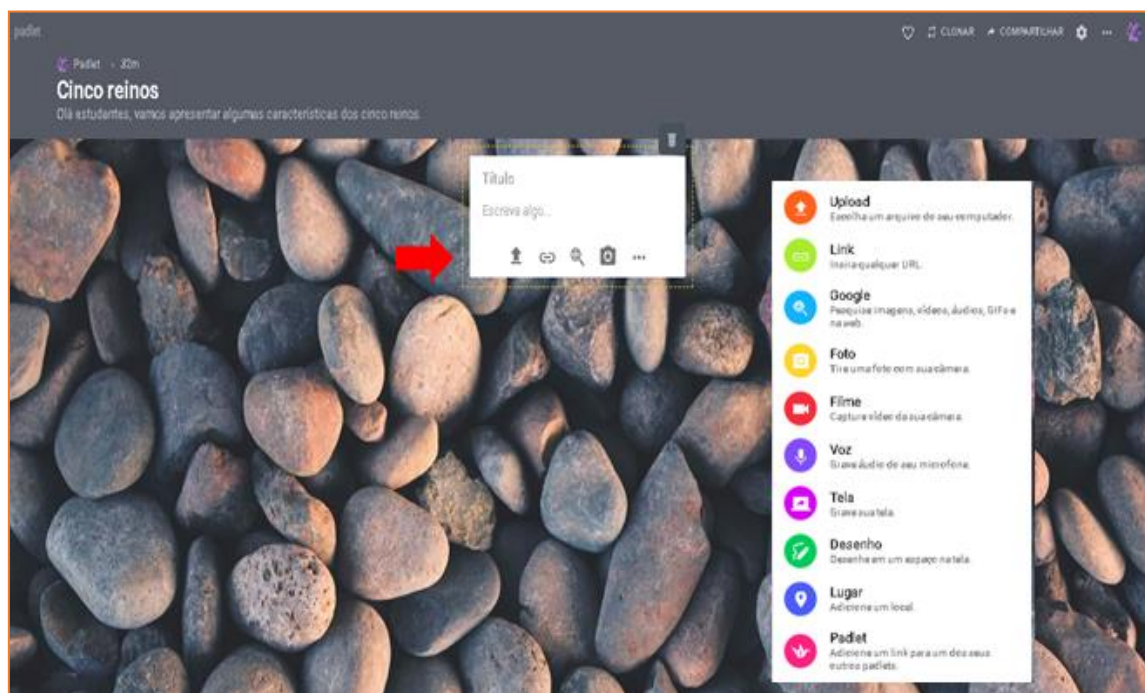 padlet
CLONAR COMPARTILHAR
Padlet • 32m
Cinco reinos
Olá estudantes, vamos apresentar algumas características dos cinco reinos.
Título
Escreva algo...
Upload
Escolha um arquivo de seu computador.
Link
Insira qualquer URL.
Google
Pesquise imagens, vídeos, áudios, GIFs e
na web.
Foto
Tire uma foto com sua câmera.
Filme
Capture vídeo da sua câmera.
Voz
Grave áudio de seu microfone.
Tela
Grave sua tela.
Desenho
Desenhe em um espaço na tela.
Lugar
Adicione um local.
Padlet
Adicione um link para um dos seus
outros padlets.